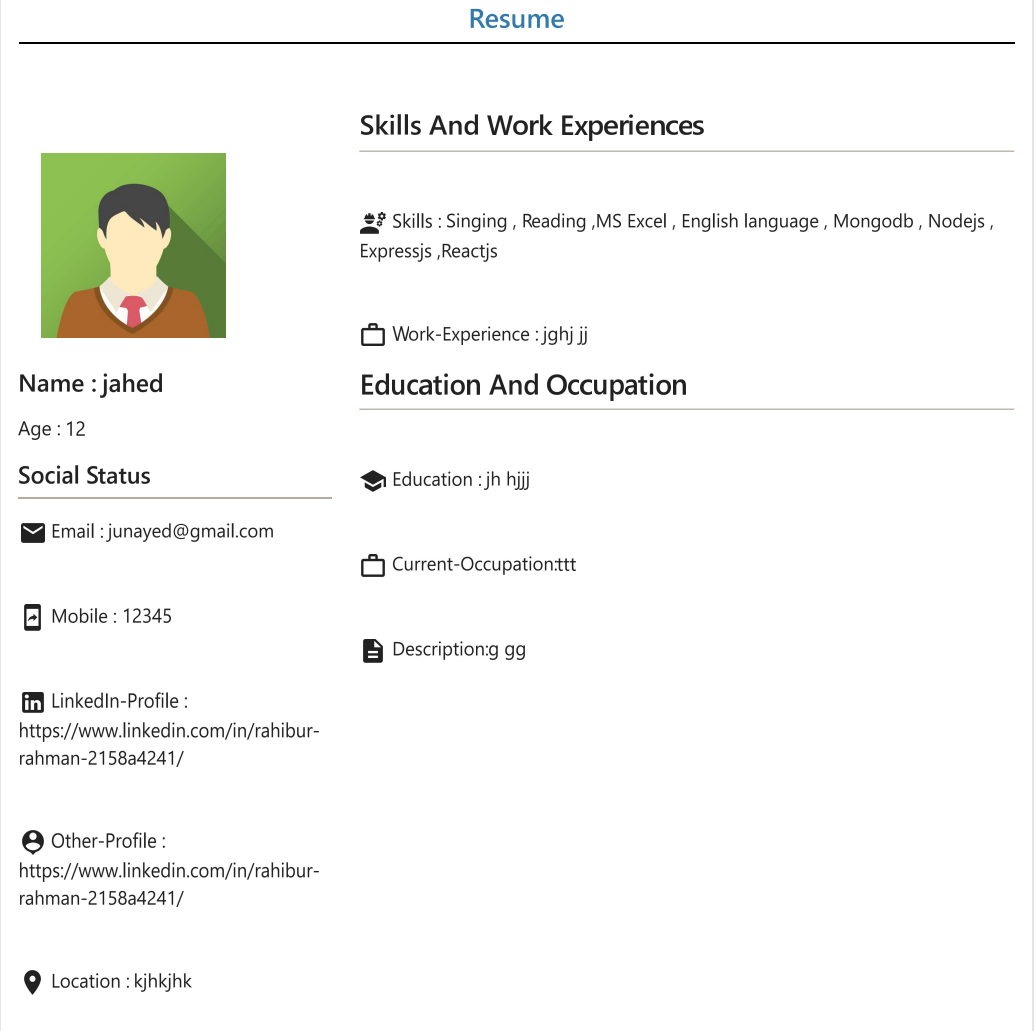 Resume
Name : jahed
Age : 12
Social Status
Email : junayed@gmail.com
Mobile : 12345
LinkedIn-Profile :
https://www.linkedin.com/in/rahibur-
rahman-2158a4241/
Other-Profile :
https://www.linkedin.com/in/rahibur-
rahman-2158a4241/
Location : kjhkjhk
Skills And Work Experiences
Skills : Singing , Reading ,MS Excel , English language , Mongodb , Nodejs ,
Expressjs ,Reactjs
Work-Experience : jghj jj
Education And Occupation
Education : jh hjjj
Current-Occupation:ttt
Description:g gg